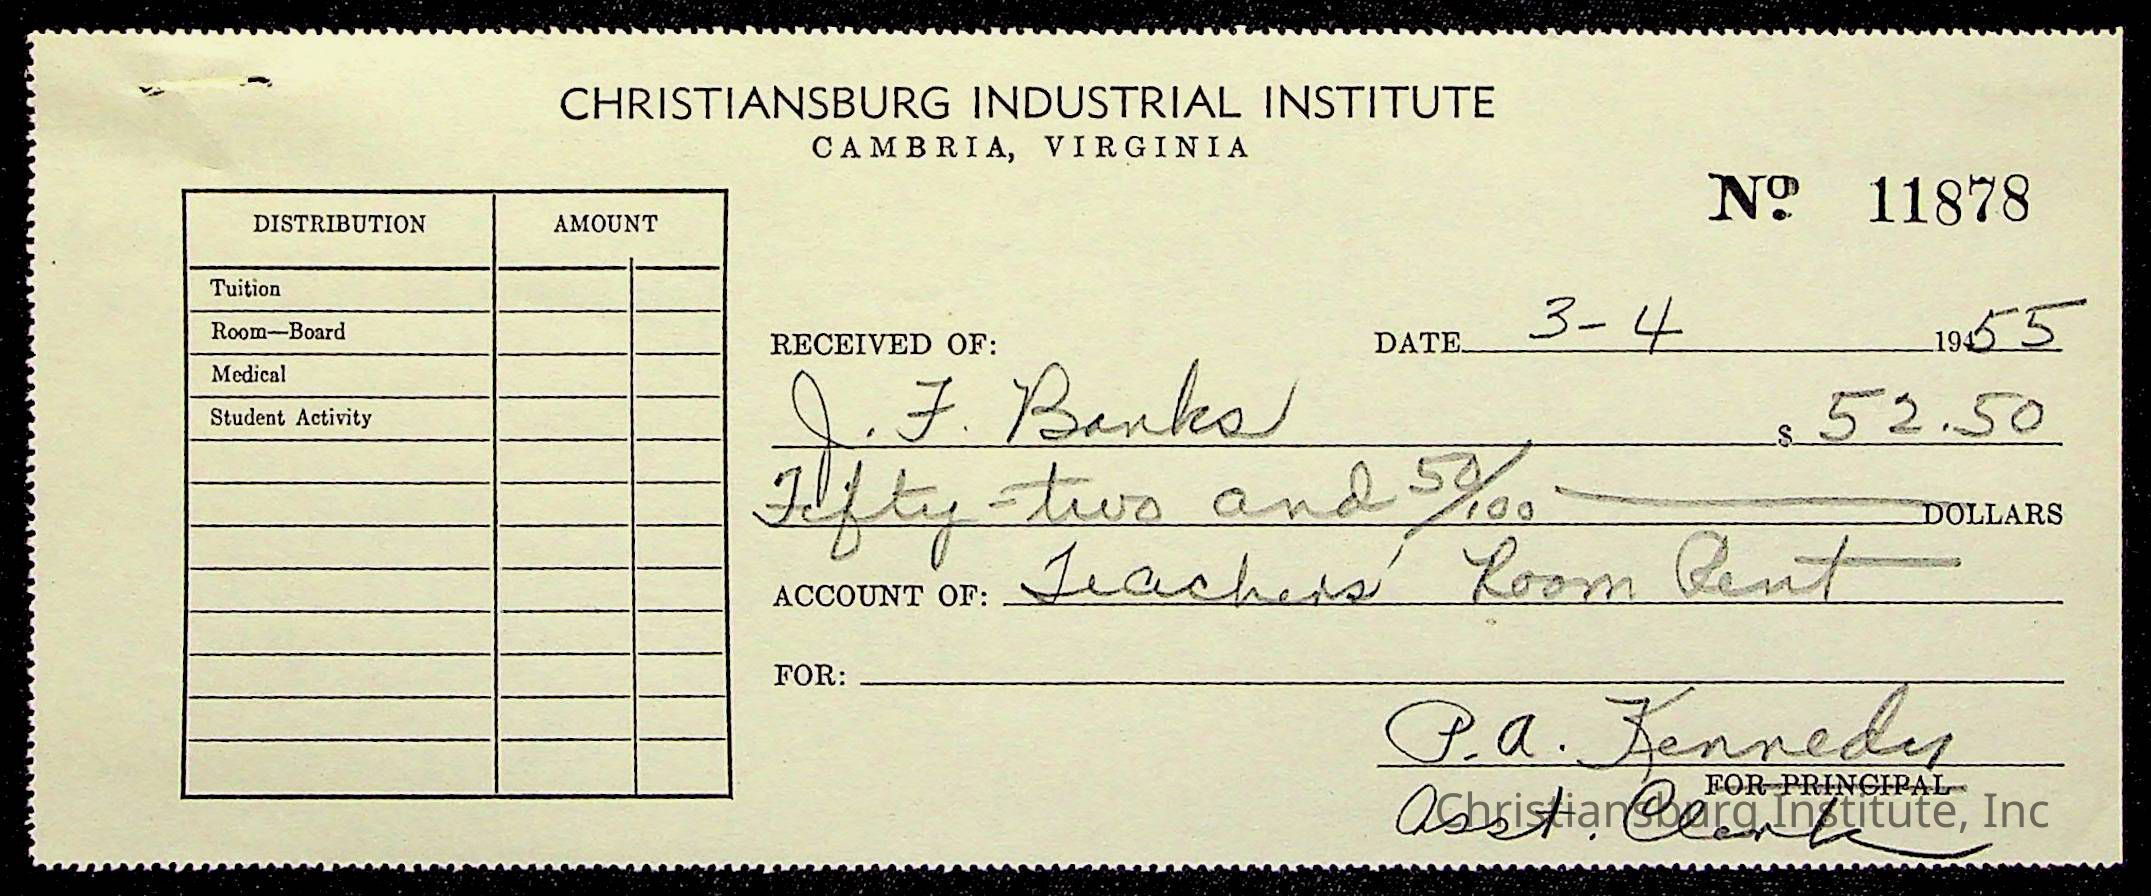 CHRISTIANSBURG INDUSTRIAL INSTITUTE
CAMBRIA, VIRGINIA
Nº. 11878
DISTRIBUTION AMOUNT
Tuition
Room—Board
Medical
Student Activity
RECEIVED OF: DATE 3-4 19455
J. F. Banks $ 52.50
Fifty-two and 50/100 DOLLARS
ACCOUNT OF: Teachers' Room Rent
FOR:
P. A. Kennedy
FOR PRINCIPAL
Asst. Clerk
Christiansburg Institute, Inc